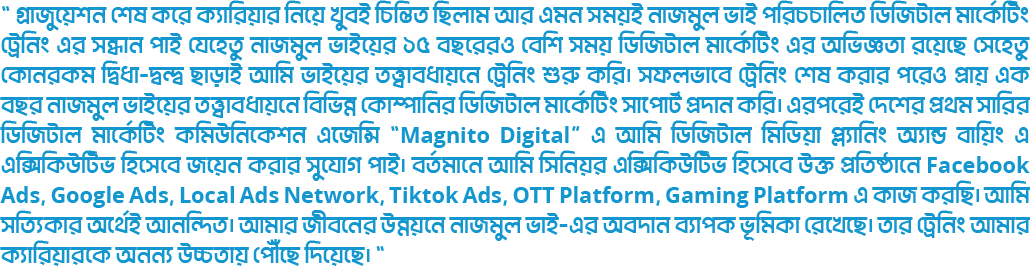 “ গ্রাজুয়েশন শেষ করে ক্যারিয়ার নিয়ে খুবই চিন্তিত ছিলাম আর এমন সময়ই নাজমুল ভাই পরিচচালিত ডিজিটাল মার্কেটিং
ট্রেনিং এর সন্ধান পাই যেহেতু নাজমুল ভাইয়ের ১৫ বছরেরও বেশি সময় ডিজিটাল মার্কেটিং এর অভিজ্ঞতা রয়েছে সেহেতু
কোনরকম দ্বিধা-দ্বন্দ্ব ছাড়াই আমি ভাইয়ের তত্ত্বাবধায়নে ট্রেনিং শুরু করি। সফলভাবে ট্রেনিং শেষ করার পরেও প্রায় এক
বছর নাজমুল ভাইয়ের তত্ত্বাবধায়নে বিভিন্ন কোম্পানির ডিজিটাল মার্কেটিং সাপোর্ট প্রদান করি। এরপরেই দেশের প্রথম সারির
ডিজিটাল মার্কেটিং কমিউনিকেশন এজেন্সি “Magnito Digital” এ আমি ডিজিটাল মিডিয়া প্ল্যানিং অ্যান্ড বায়িং এ
এক্সিকিউটিভ হিসেবে জয়েন করার সুযোগ পাই। বর্তমানে আমি সিনিয়র এক্সিকিউটিভ হিসেবে উক্ত প্রতিষ্ঠানে Facebook
Ads, Google Ads, Local Ads Network, Tiktok Ads, OTT Platform, Gaming Platform এ কাজ করছি। আমি
সত্যিকার অর্থেই আনন্দিত। আমার জীবনের উন্নয়নে নাজমুল ভাই-এর অবদান ব্যাপক ভূমিকা রেখেছে। তার ট্রেনিং আমার
ক্যারিয়ারকে অনন্য উচ্চতায় পৌঁছে দিয়েছে। “